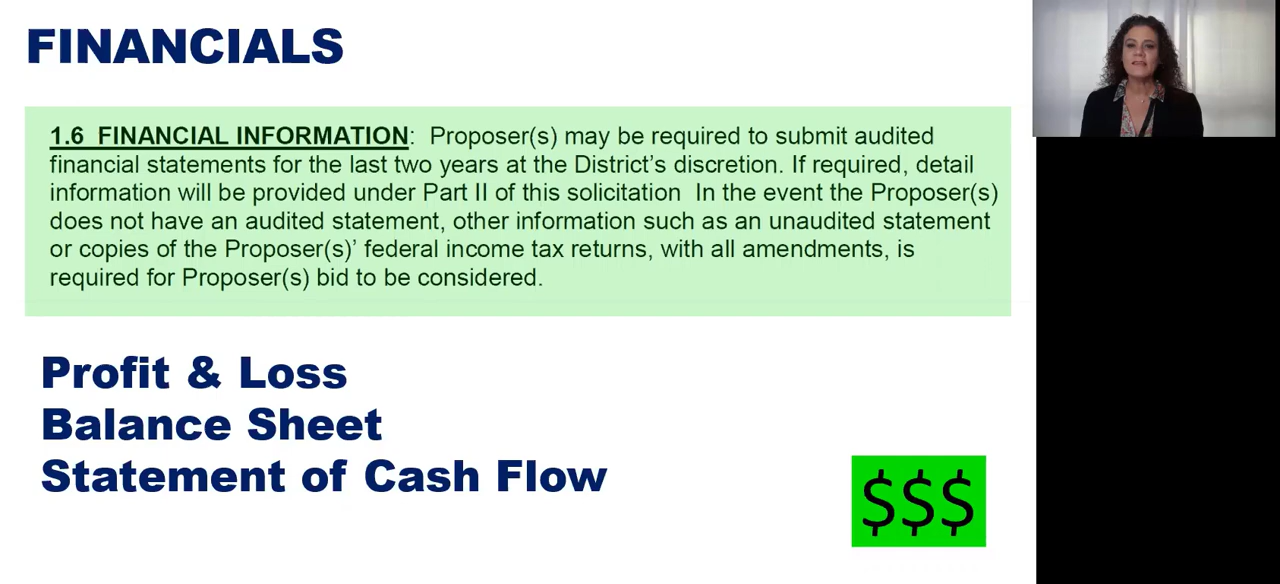 FINANCIALS
1.6 FINANCIAL INFORMATION: Proposer(s) may be required to submit audited
financial statements for the last two years at the District's discretion. If required, detail
information will be provided under Part II of this solicitation In the event the Proposer(s)
does not have an audited statement, other information such as an unaudited statement
or copies of the Proposer(s)' federal income tax returns, with all amendments, is
required for Proposer(s) bid to be considered.
Profit & Loss
Balance Sheet
Statement of Cash Flow
$$$